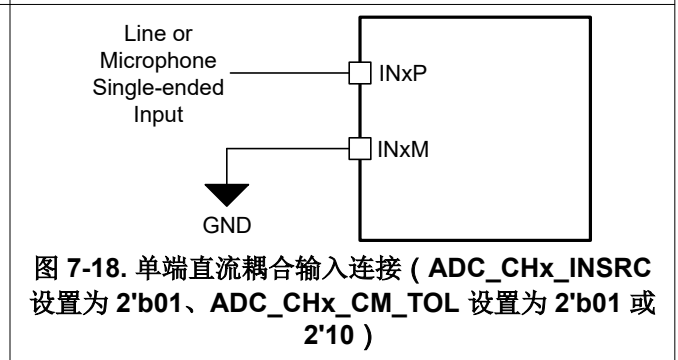 Line or
Microphone
Single-ended
Input
INxP
INxM
GND
图 7-18. 单端直流耦合输入连接（ADC_CHx_INSRC
设置为 2'b01、ADC_CHx_CM_TOL 设置为 2'b01 或
2'10）